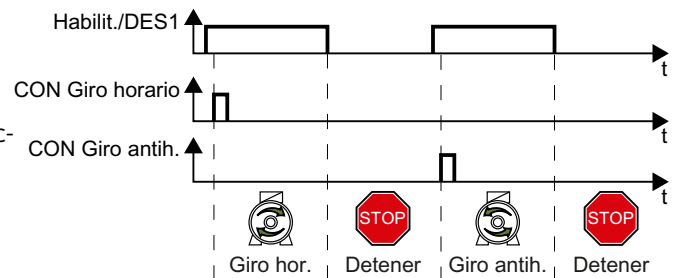 Habilit./DES1
t
CON Giro horario
t
c-
CON Giro antih.
t
STOP
STOP
Giro hor. Detener Giro antih. Detener